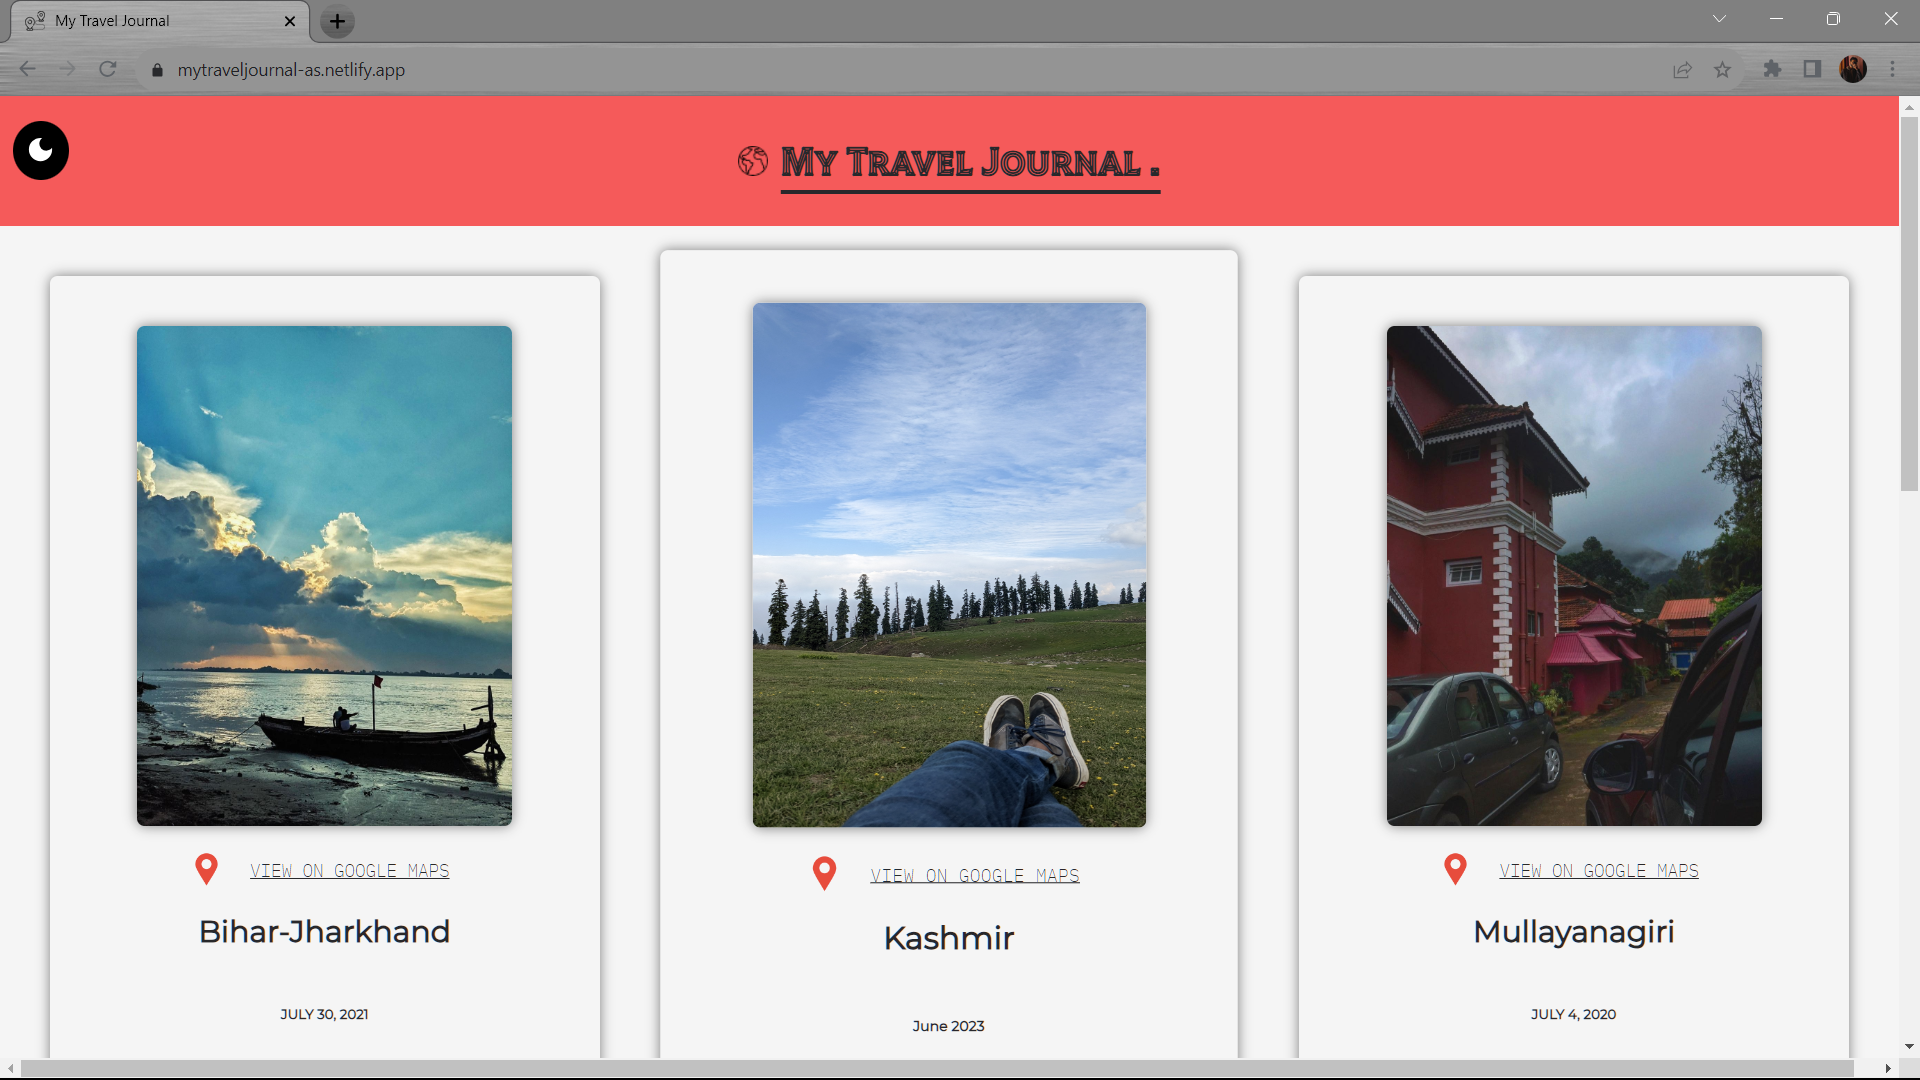 My Travel Journal
mytraveljournal-as.netlify.app
My Travel Journal .
VIEW ON GOOGLE MAPS
Bihar-Jharkhand
JULY 30, 2021
VIEW ON GOOGLE MAPS
Kashmir
June 2023
VIEW ON GOOGLE MAPS
Mullayanagiri
JULY 4, 2020